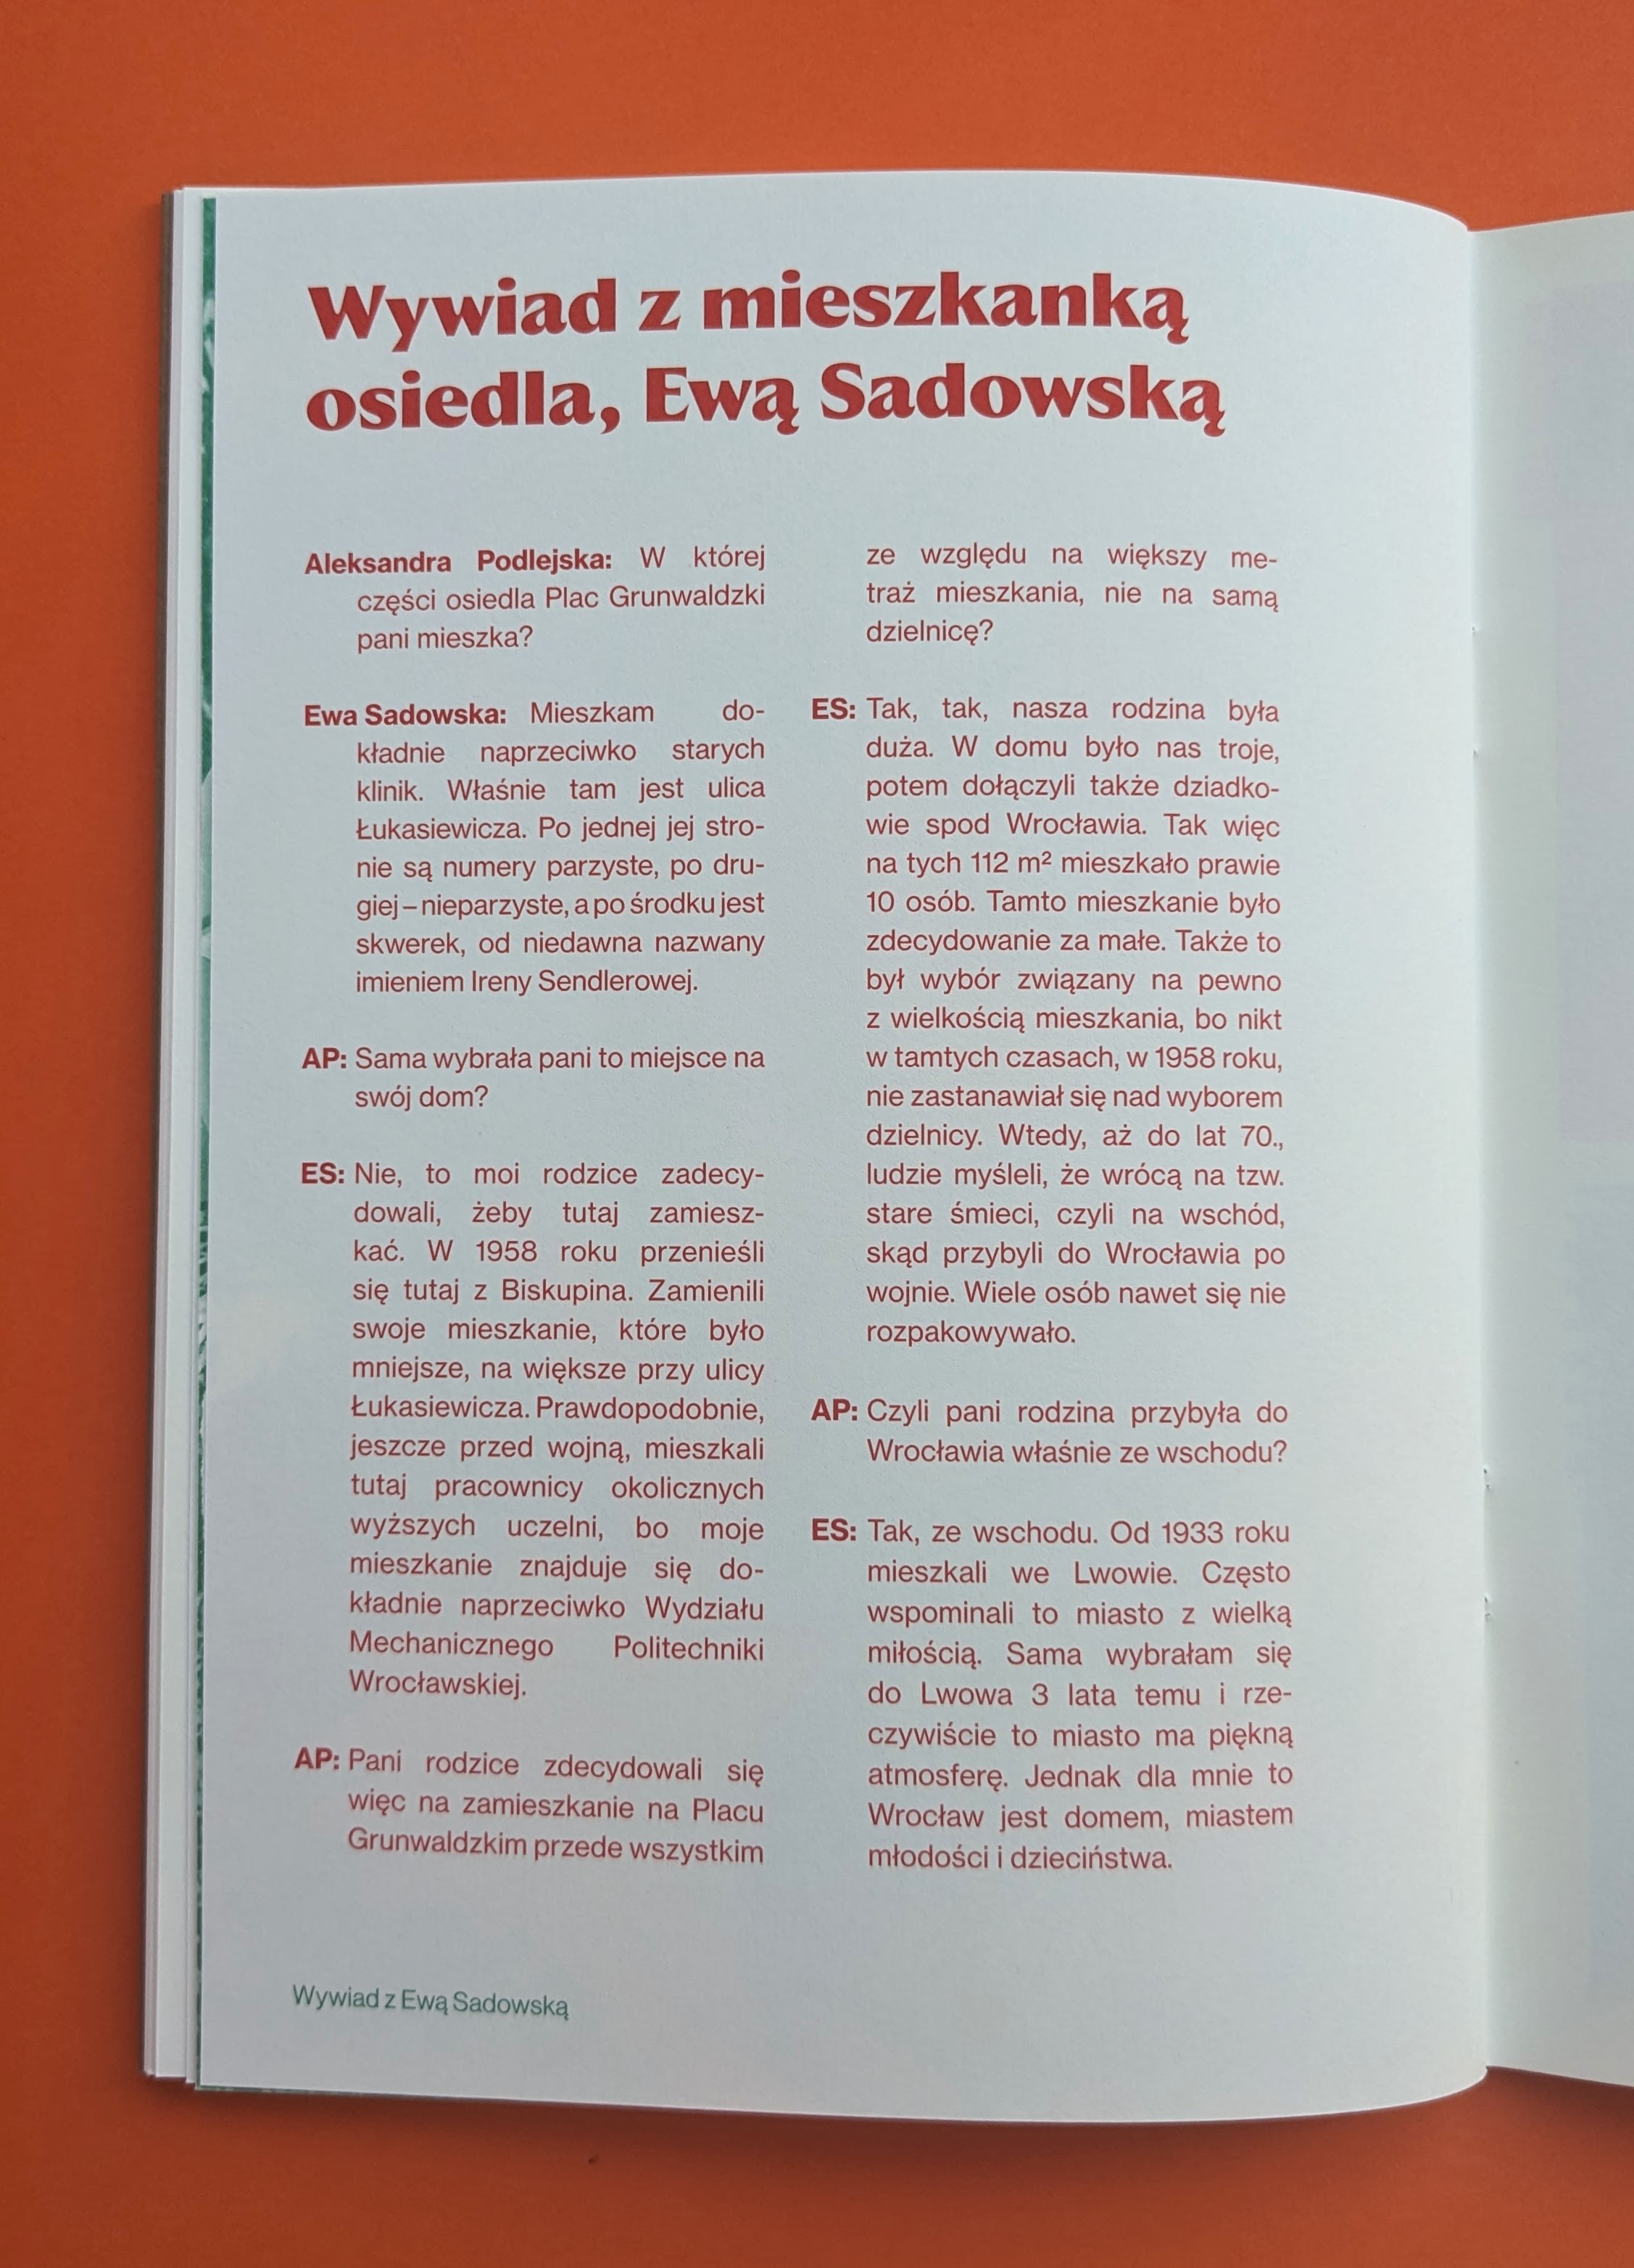 Wywiad z mieszkanką
osiedla, Ewą Sadowską
Aleksandra Podlejska: W której
części osiedla Plac Grunwaldzki
pani mieszka?
Ewa Sadowska: Mieszkam do-
kładnie naprzeciwko starych
klinik. Właśnie tam jest ulica
Łukasiewicza. Po jednej jej stro-
nie są numery parzyste, po dru-
giej – nieparzyste, a po środku jest
skwerek, od niedawna nazwany
imieniem Ireny Sendlerowej.
AP: Sama wybrała pani to miejsce na
swój dom?
ES: Nie, to moi rodzice zadecy-
dowali, żeby tutaj zamiesz-
kać. W 1958 roku przenieśli
się tutaj z Biskupina. Zamienili
swoje mieszkanie, które było
mniejsze, na większe przy ulicy
Łukasiewicza. Prawdopodobnie,
jeszcze przed wojną, mieszkali
tutaj pracownicy okolicznych
wyższych uczelni, bo moje
mieszkanie znajduje się do-
kładnie naprzeciwko Wydziału
Mechanicznego Politechniki
Wrocławskiej.
AP: Pani rodzice zdecydowali się
więc na zamieszkanie na Placu
Grunwaldzkim przede wszystkim
ze względu na większy me-
traż mieszkania, nie na samą
dzielnicę?
ES: Tak, tak, nasza rodzina była
duża. W domu było nas troje,
potem dołączyli także dziadko-
wie spod Wrocławia. Tak więc
na tych 112 m² mieszkało prawie
10 osób. Tamto mieszkanie było
zdecydowanie za małe. Także to
był wybór związany na pewno
z wielkością mieszkania, bo nikt
w tamtych czasach, w 1958 roku,
nie zastanawiał się nad wyborem
dzielnicy. Wtedy, aż do lat 70.,
ludzie myśleli, że wrócą na tzw.
stare śmieci, czyli na wschód,
skąd przybyli do Wrocławia po
wojnie. Wiele osób nawet się nie
rozpakowywało.
AP: Czyli pani rodzina przybyła do
Wrocławia właśnie ze wschodu?
ES: Tak, ze wschodu. Od 1933 roku
mieszkali we Lwowie. Często
wspominali to miasto z wielką
miłością. Sama wybrałam się
do Lwowa 3 lata temu i rze-
czywiście to miasto ma piękną
atmosferę. Jednak dla mnie to
Wrocław jest domem, miastem
młodości i dzieciństwa.
Wywiad z Ewą Sadowską